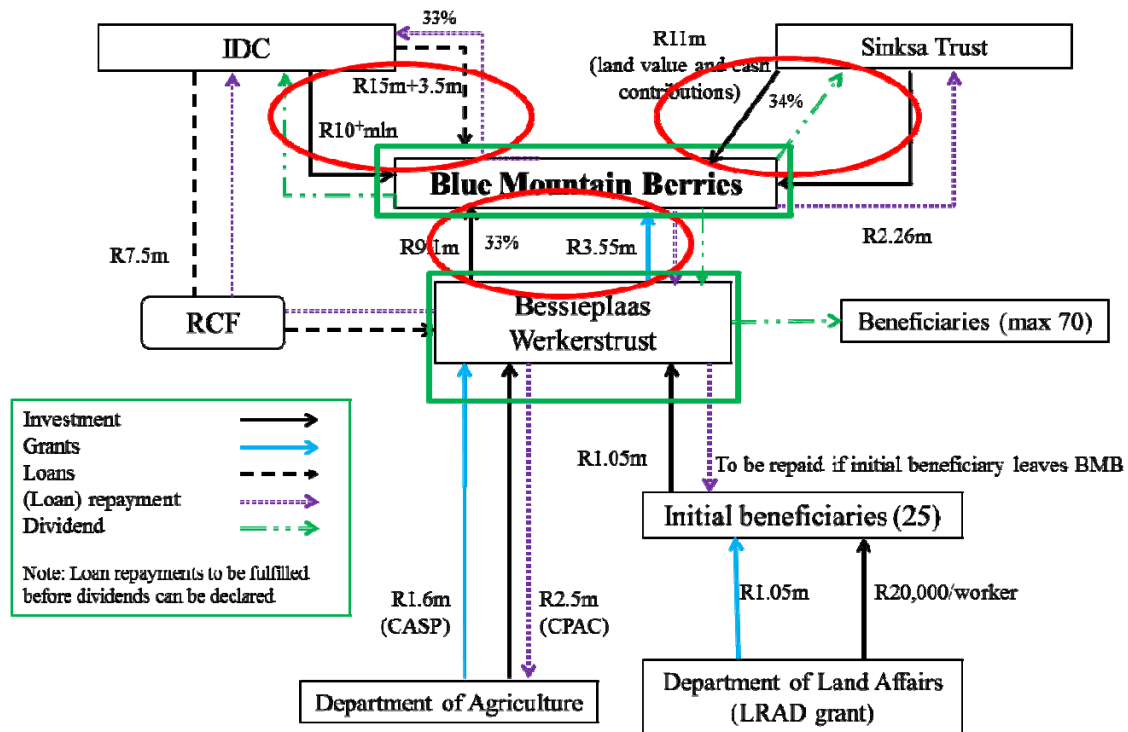 33%
IDC
R11m
(land value and cash
contributions)
Sinksa Trust
R15m+3.5m
34%
R10⁺mln
Blue Mountain Berries
R7.5m
R9.1m
33%
R3.55m
R2.26m
RCF
Bessieplaas
Werkerstrust
Beneficiaries (max 70)
Investment
Grants
Loans
(Loan) repayment
Dividend
Note: Loan repayments to be fulfilled
before dividends can be declared
R1.05m
To be repaid if initial beneficiary leaves BMB
Initial beneficiaries (25)
R1.6m
(CASP)
R2.5m
(CPAC)
R1.05m
R20,000/worker
Department of Agriculture
Department of Land Affairs
(LRAD grant)